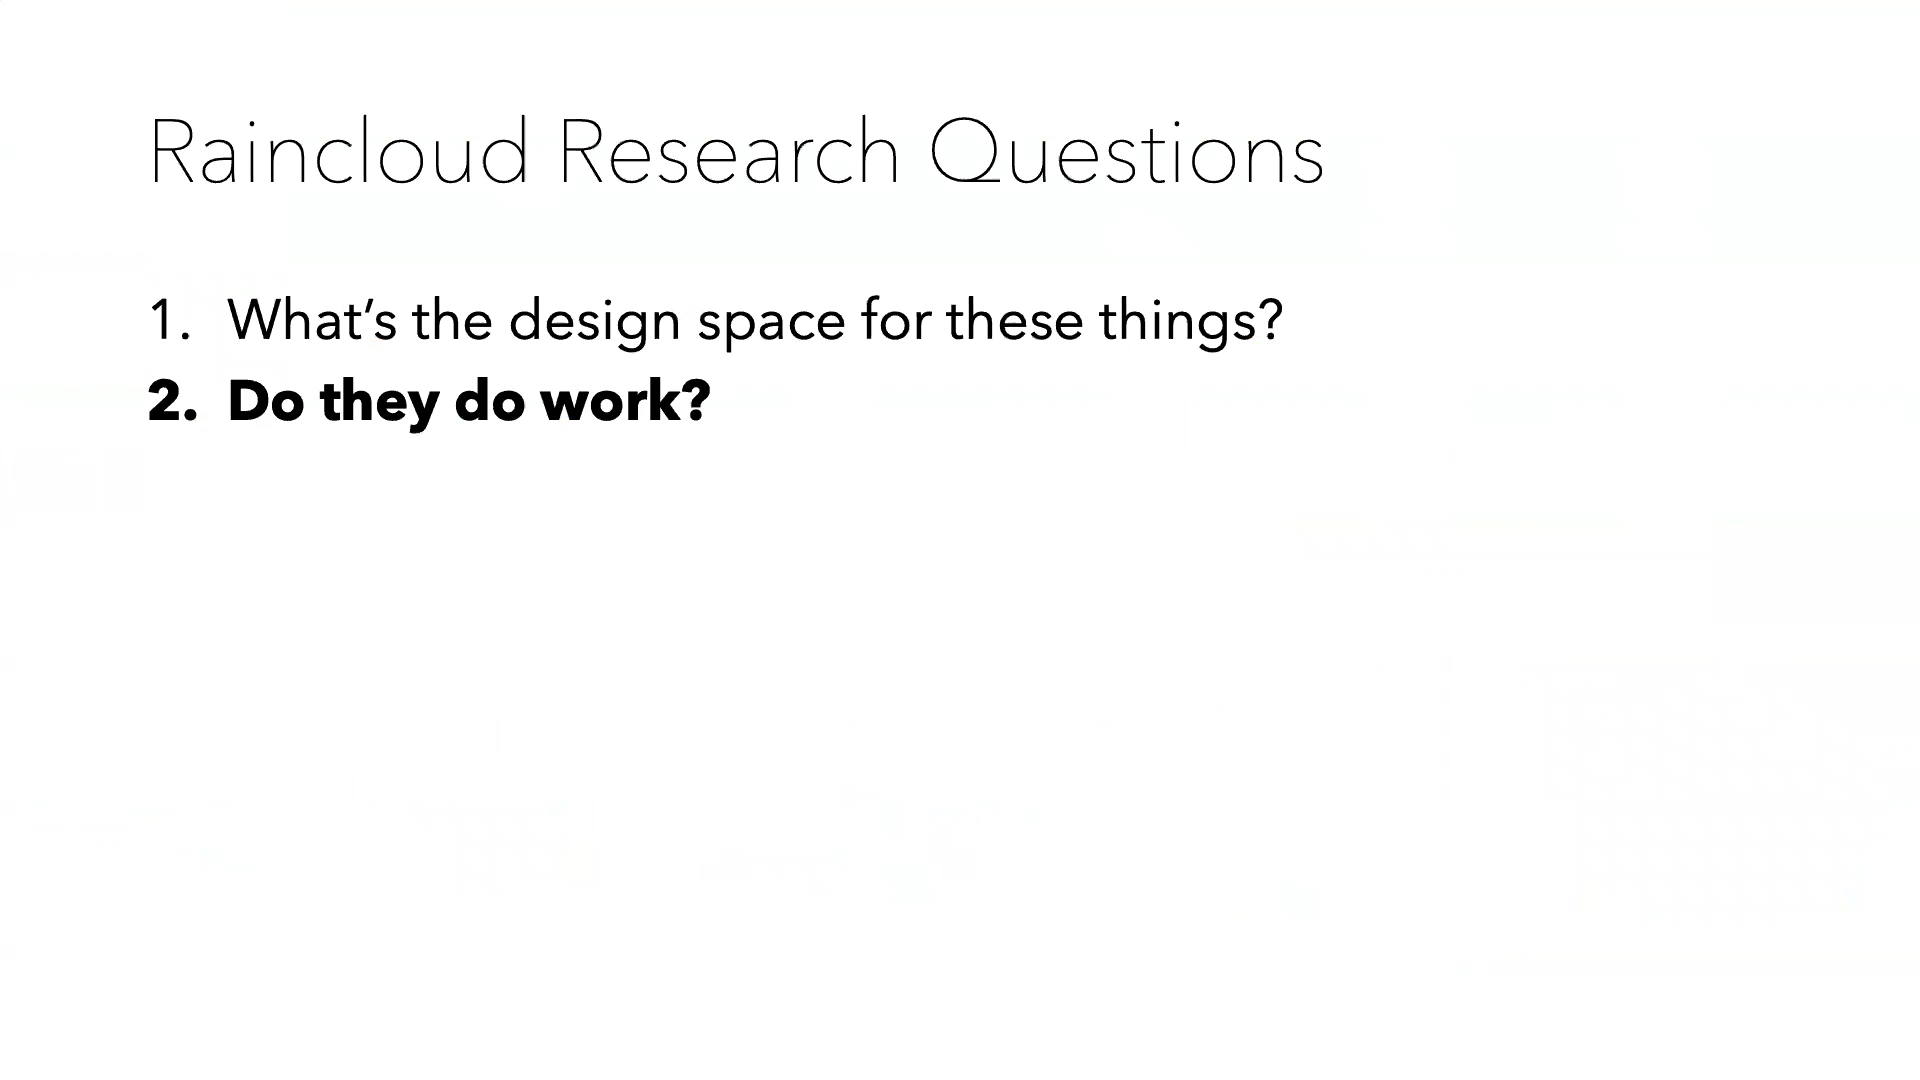 Raincloud Research Questions
1. What’s the design space for these things?
2. Do they do work?